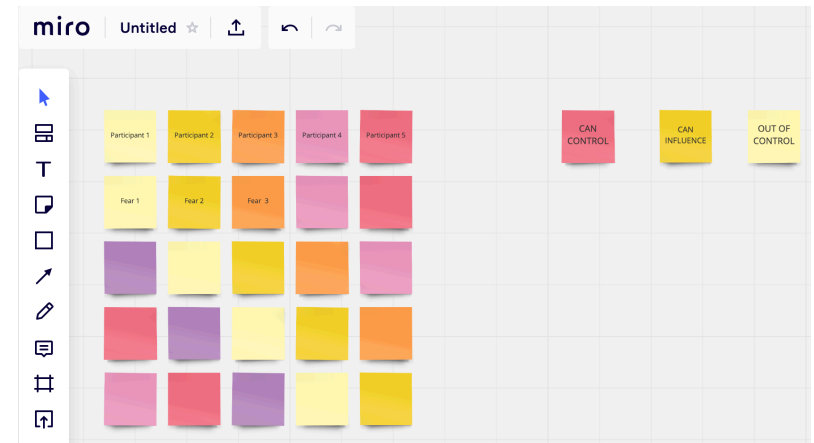 miro Untitled
Participant 1 Participant 2 Participant 3 Participant 4 Participant 5
CAN CONTROL
CAN INFLUENCE
OUT OF CONTROL
Fear 1 Fear 2 Fear 3
T